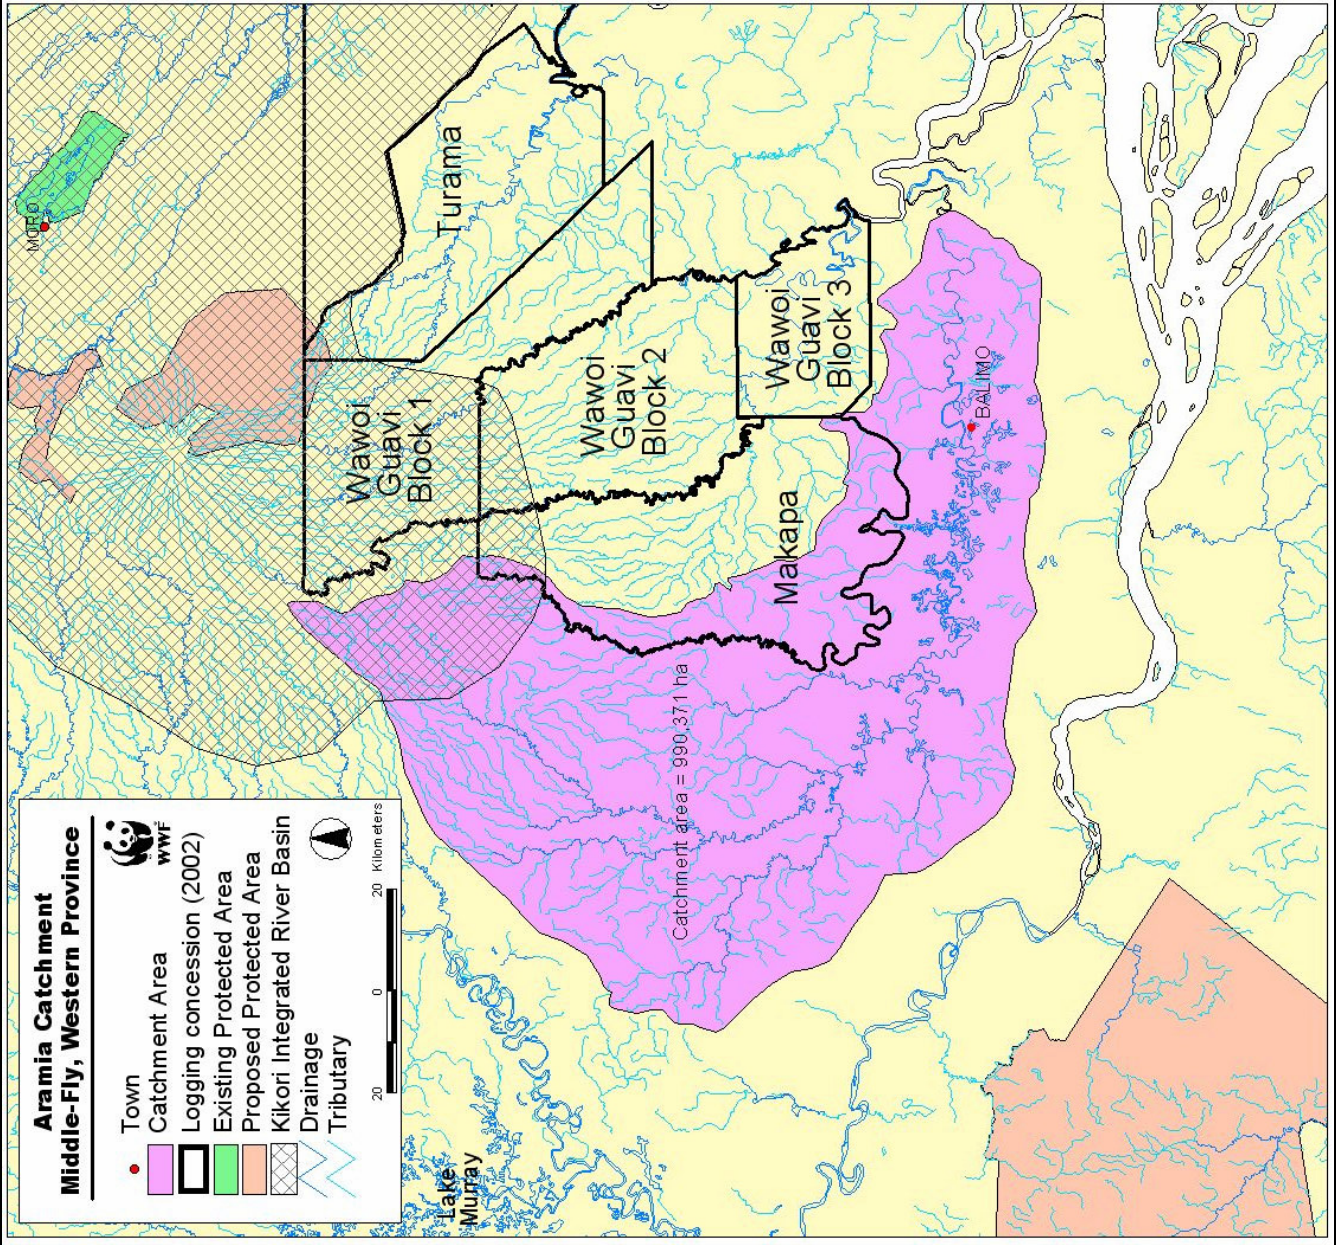 Aramia Catchment
Middle-Fly, Western Province
Town
Catchment Area
Logging concession (2002)
Existing Protected Area
Proposed Protected Area
Kikori Integrated River Basin
Drainage
Tributary
WWF
20 0 20 Kilometers
Lake
Murray
MORO
Turama
Wawoi
Guavi
Block 1
Wawoi
Guavi
Block 2
Wawoi
Guavi
Block 3
Makapa
BALIMO
Catchment area = 990,371 ha